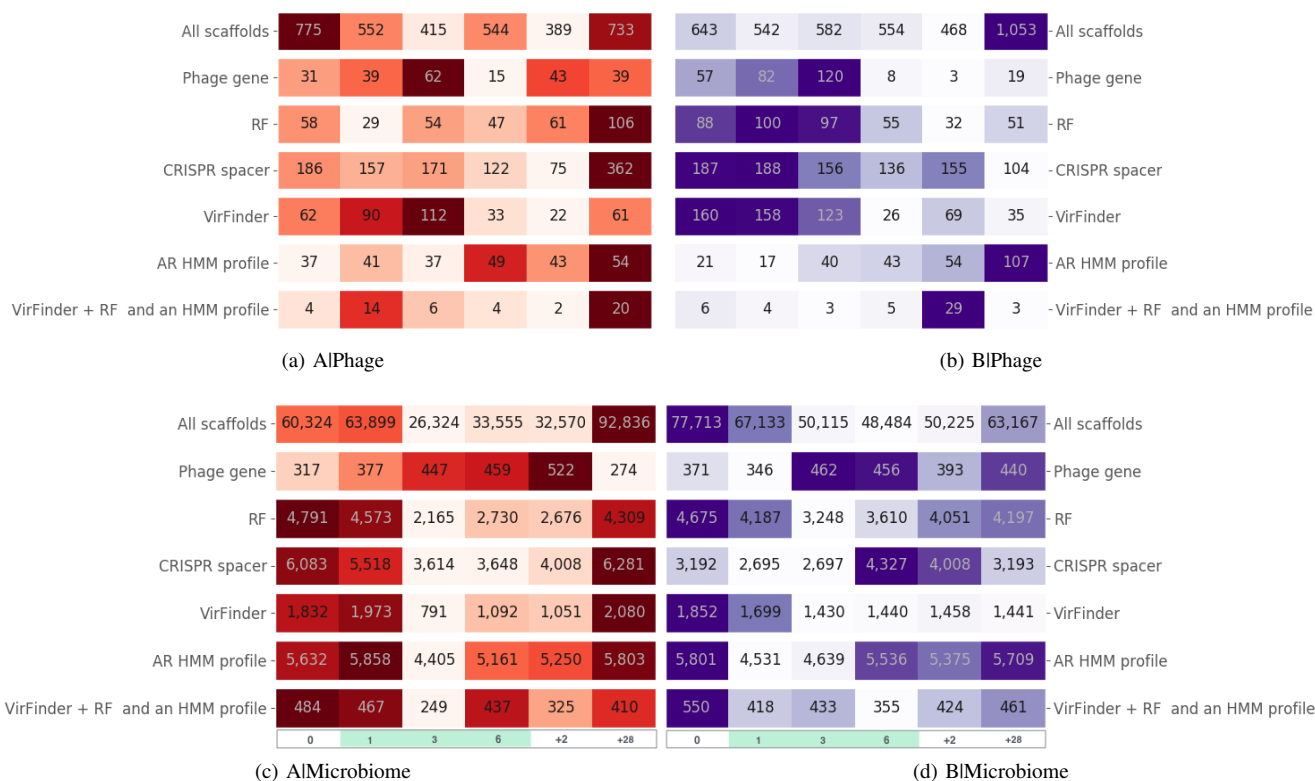 All scaffolds 775 552 415 544 389 733 643 542 582 554 468 1,053 All scaffolds
Phage gene 31 39 62 15 43 39 57 82 120 8 3 19 Phage gene
RF 58 29 54 47 61 106 88 100 97 55 32 51 RF
CRISPR spacer 186 157 171 122 75 362 187 188 156 136 155 104 CRISPR spacer
VirFinder 62 90 112 33 22 61 160 158 123 26 69 35 VirFinder
AR HMM profile 37 41 37 49 43 54 21 17 40 43 54 107 AR HMM profile
VirFinder + RF and an HMM profile 4 14 6 4 2 20 6 4 3 5 29 3 VirFinder + RF and an HMM profile
(a) A|Phage (b) B|Phage
All scaffolds 60,324 63,899 26,324 33,555 32,570 92,836 77,713 67,133 50,115 48,484 50,225 63,167 All scaffolds
Phage gene 317 377 447 459 522 274 371 346 462 456 393 440 Phage gene
RF 4,791 4,573 2,165 2,730 2,676 4,309 4,675 4,187 3,248 3,610 4,051 4,197 RF
CRISPR spacer 6,083 5,518 3,614 3,648 4,008 6,281 3,192 2,695 2,697 4,327 4,008 3,193 CRISPR spacer
VirFinder 1,832 1,973 791 1,092 1,051 2,080 1,852 1,699 1,430 1,440 1,458 1,441 VirFinder
AR HMM profile 5,632 5,858 4,405 5,161 5,250 5,803 5,801 4,531 4,639 5,536 5,375 5,709 AR HMM profile
VirFinder + RF and an HMM profile 484 467 249 437 325 410 550 418 433 355 424 461 VirFinder + RF and an HMM profile
0 1 3 6 +2 +28 0 1 3 6 +2 +28
(c) A|Microbiome (d) B|Microbiome